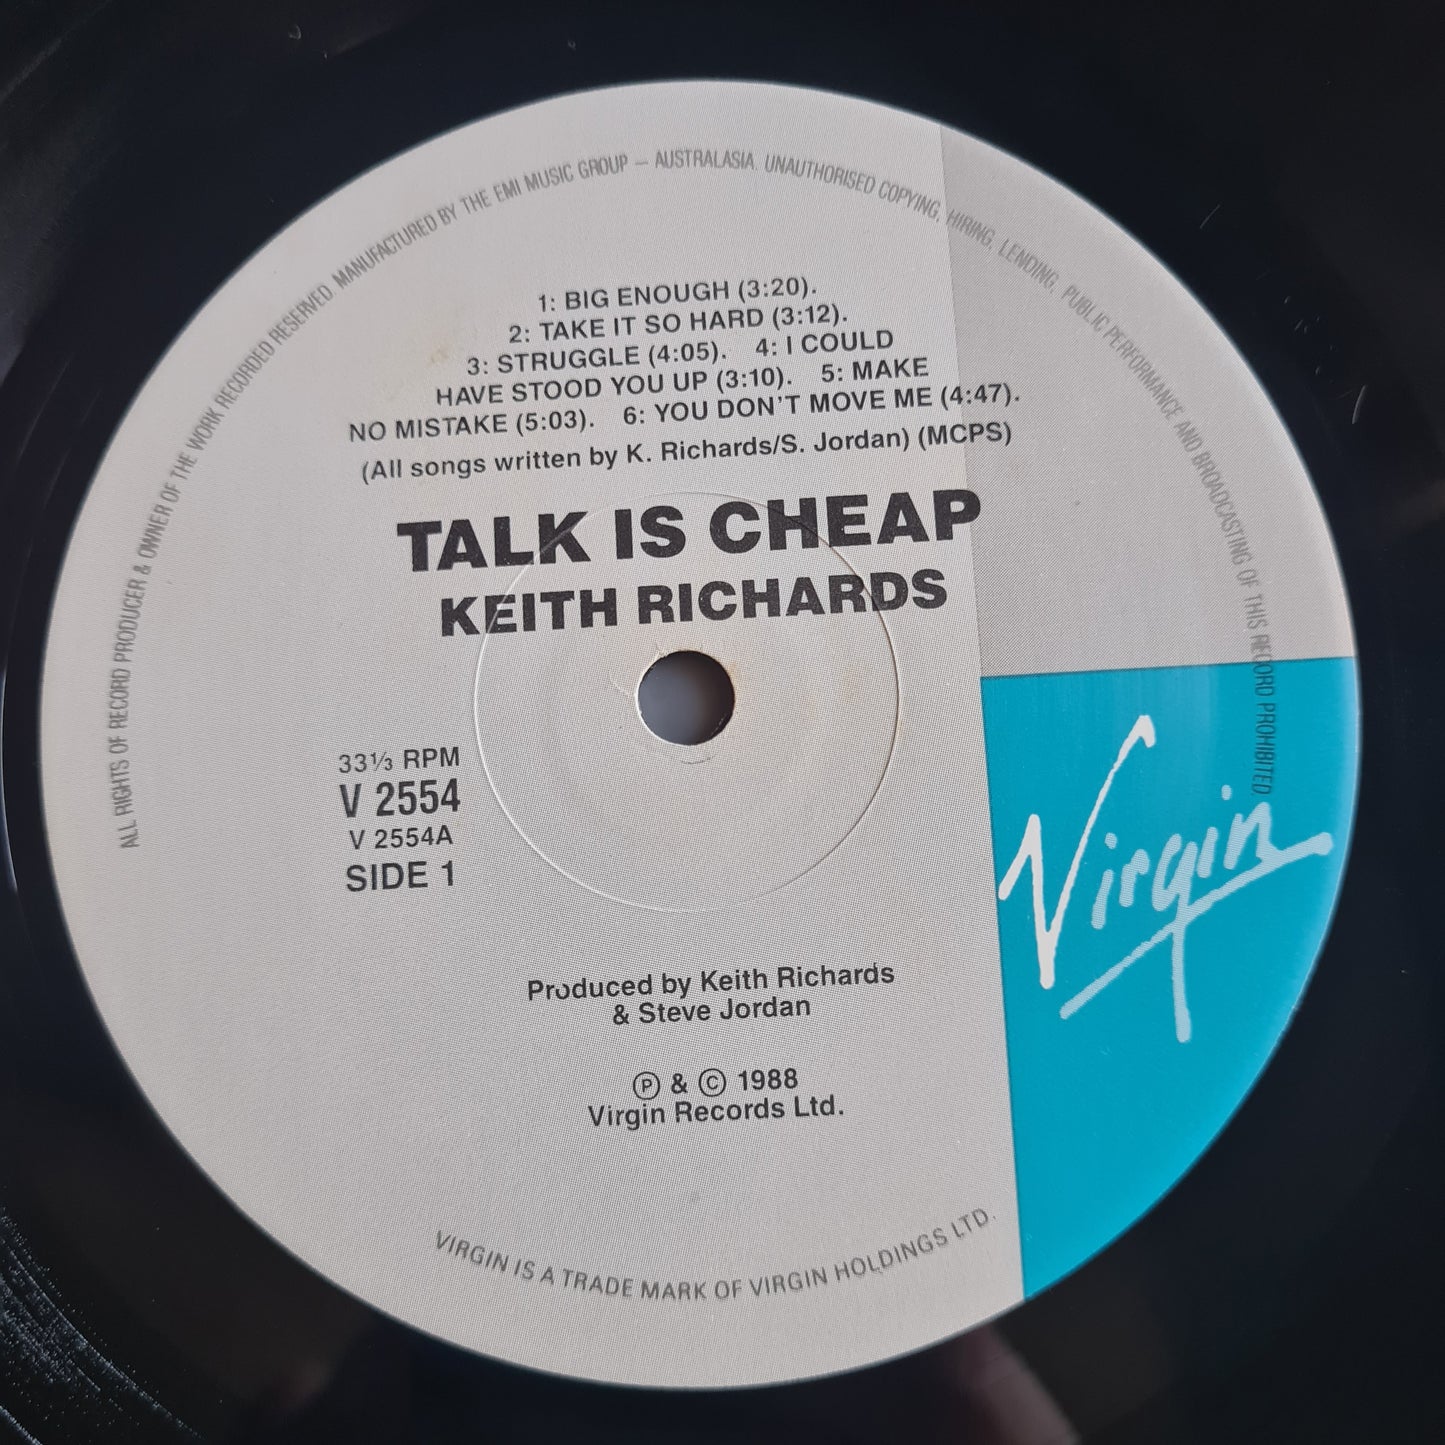 ALL RIGHTS OF RECORD PRODUCER & OWNER OF THE WORK RECORDED RESERVED. MANUFACTURED BY THE EMI MUSIC GROUP — AUSTRALASIA. UNAUTHORISED COPYING, HIRING, LENDING, PUBLIC PERFORMANCE AND BROADCASTING OF THIS RECORD PROHIBITED.
1: BIG ENOUGH (3:20).
2: TAKE IT SO HARD (3:12).
3: STRUGGLE (4:05). 4: I COULD
HAVE STOOD YOU UP (3:10). 5: MAKE
NO MISTAKE (5:03). 6: YOU DON'T MOVE ME (4:47).
(All songs written by K. Richards/S. Jordan) (MCPS)
TALK IS CHEAP
KEITH RICHARDS
33⅓ RPM
V 2554
V 2554A
SIDE 1
Virgin
Produced by Keith Richards
& Steve Jordan
Ⓟ & © 1988
Virgin Records Ltd.
VIRGIN IS A TRADE MARK OF VIRGIN HOLDINGS LTD.